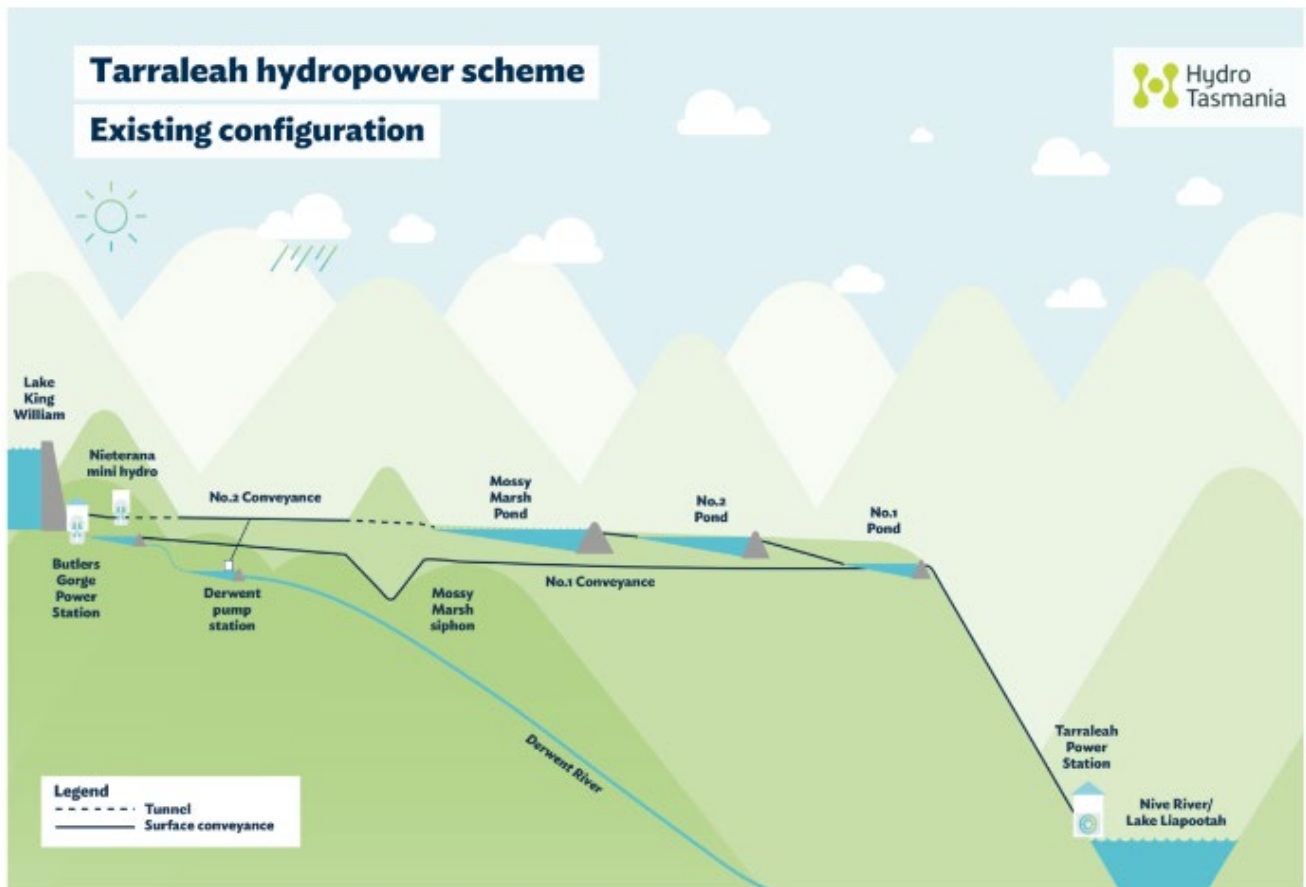 Tarraleah hydropower scheme
Existing configuration
Hydro
Tasmania
Lake
King
William
Nieterana
mini hydro
No.2 Conveyance
Mossy
Marsh
Pond
No.2
Pond
No.1
Pond
Butlers
Gorge
Power
Station
Derwent
pump
station
Mossy
Marsh
siphon
No.1 Conveyance
Derwent River
Tarraleah
Power
Station
Nive River/
Lake Liapootah
Legend
Tunnel
Surface conveyance